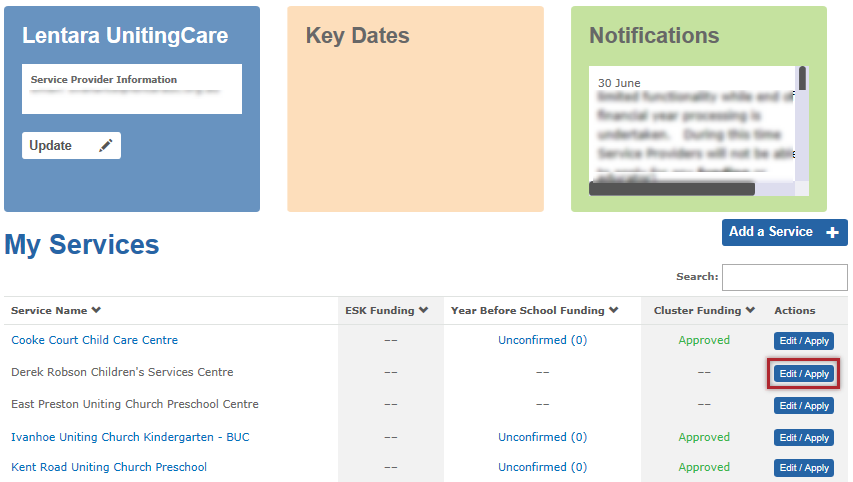 Lentara UnitingCare
Service Provider Information
Update
Key Dates
Notifications
30 June
limited functionality while end of
financial year processing is
undertaken. During this time
Service Providers will not be able
educator)
My Services
Add a Service +
Search:
Service Name ESK Funding Year Before School Funding Cluster Funding Actions
Cooke Court Child Care Centre -- Unconfirmed (0) Approved Edit / Apply
Derek Robson Children's Services Centre -- -- -- Edit / Apply
East Preston Uniting Church Preschool Centre -- -- -- Edit / Apply
Ivanhoe Uniting Church Kindergarten - BUC -- Unconfirmed (0) Approved Edit / Apply
Kent Road Uniting Church Preschool -- Unconfirmed (0) Approved Edit / Apply